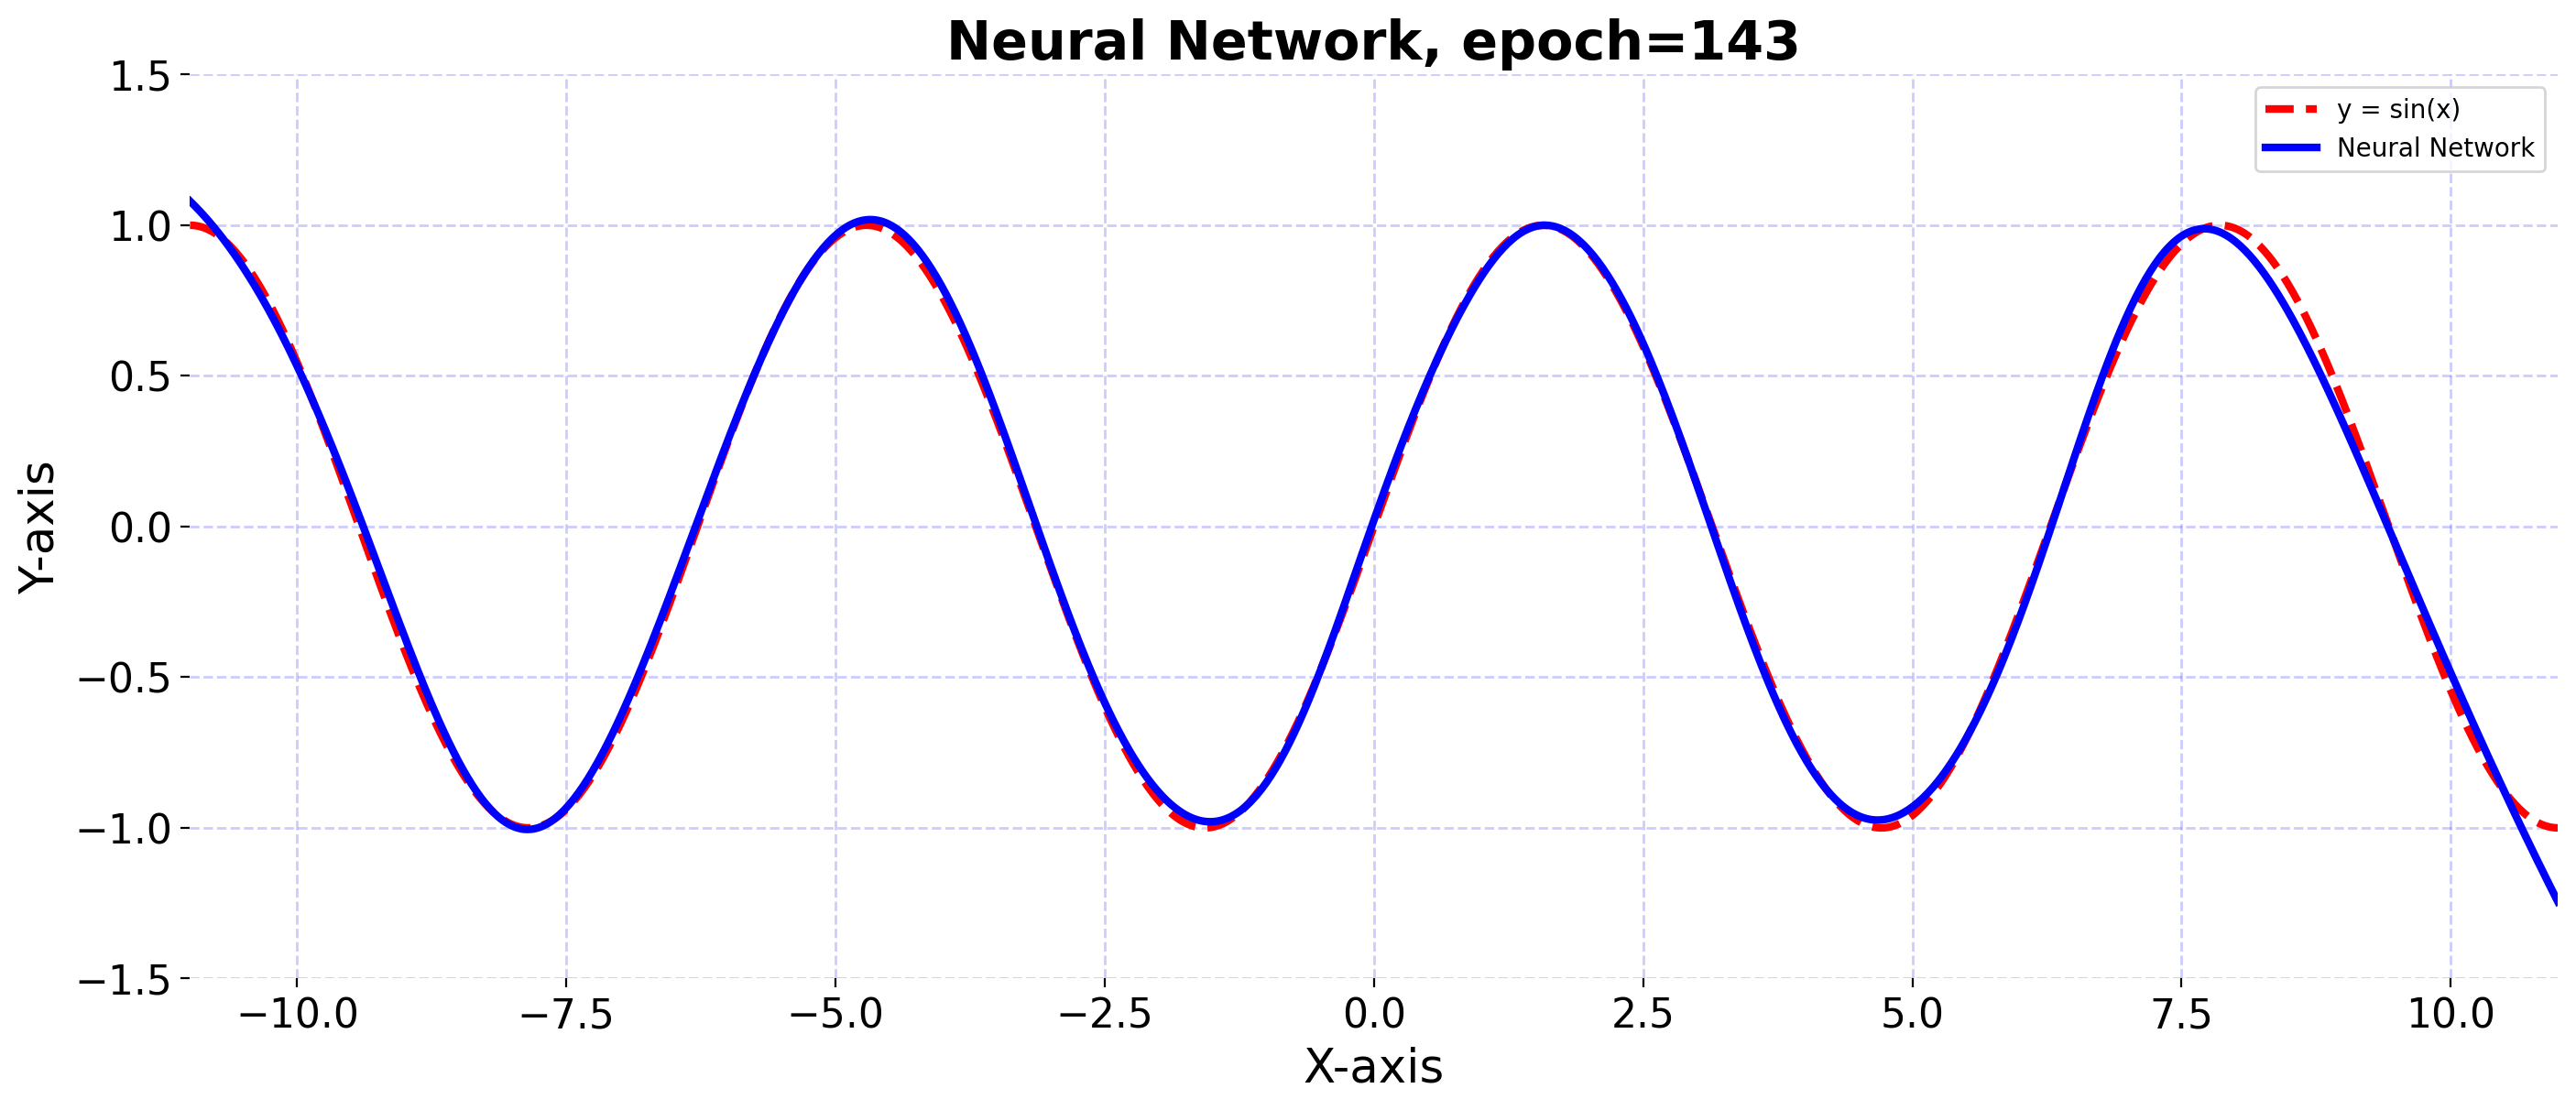 Neural Network, epoch=143
y = sin(x)
Neural Network
1.5
1.0
0.5
0.0
−0.5
−1.0
−1.5
Y-axis
−10.0 −7.5 −5.0 −2.5 0.0 2.5 5.0 7.5 10.0
X-axis